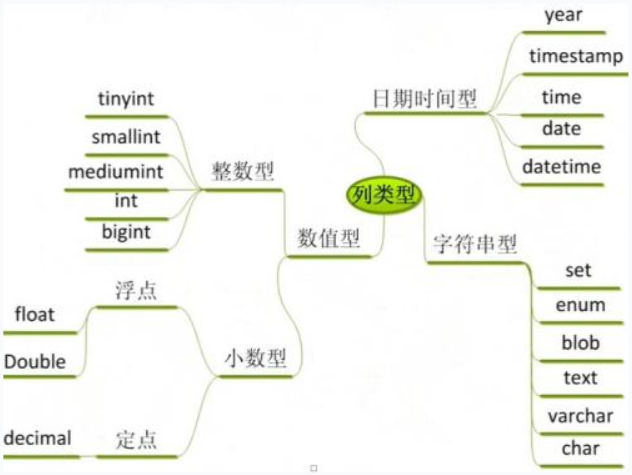 列类型
日期时间型
year
timestamp
time
date
datetime
字符串型
set
enum
blob
text
varchar
char
数值型
整数型
tinyint
smallint
mediumint
int
bigint
小数型
浮点
float
Double
定点
decimal